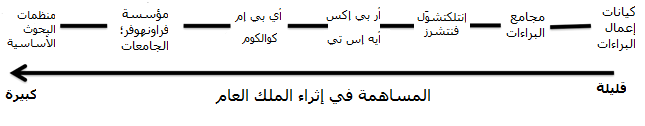 كيانات
إعمال
البراءات
مجامع
البراءات
إنتلكتشوّل
فنتشرز
أر بي إكس
أيه إس تي
أي بي إم
كوالكوم
مؤسسة
فراونهوفر؛
الجامعات
منظمات
البحوث
الأساسية
قليلة
المساهمة في إثراء الملك العام
كبيرة